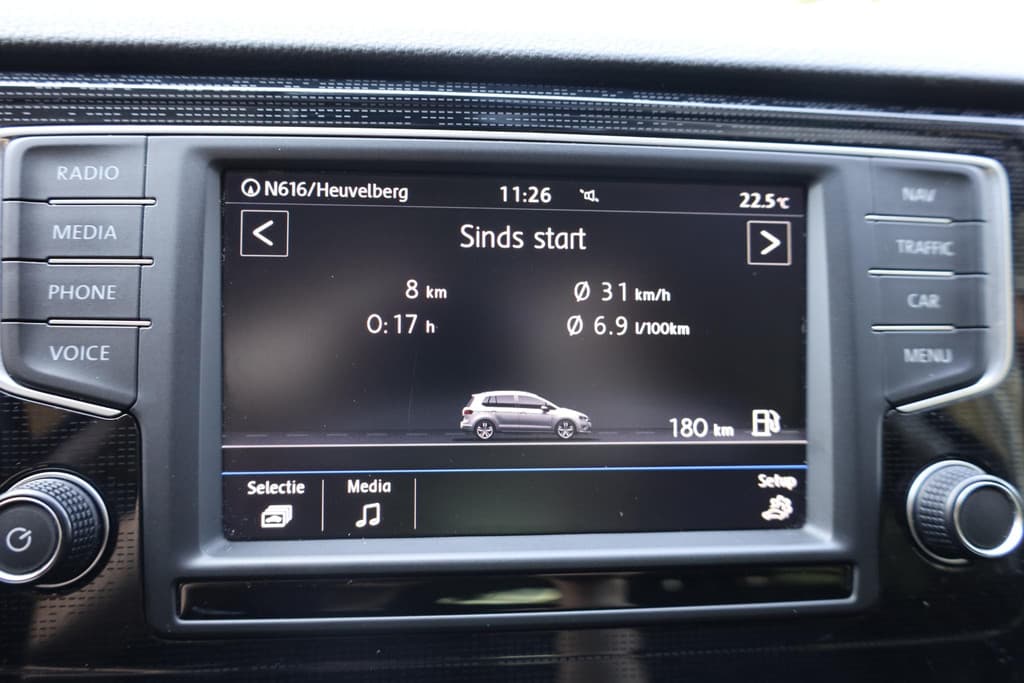 RADIO
MEDIA
PHONE
VOICE
N616/Heuvelberg 11:26 22.5°C
Sinds start
8 km Ø 31 km/h
0:17 h Ø 6.9 l/100km
180 km
Selectie Media Setup
NAV
TRAFFIC
CAR
MENU